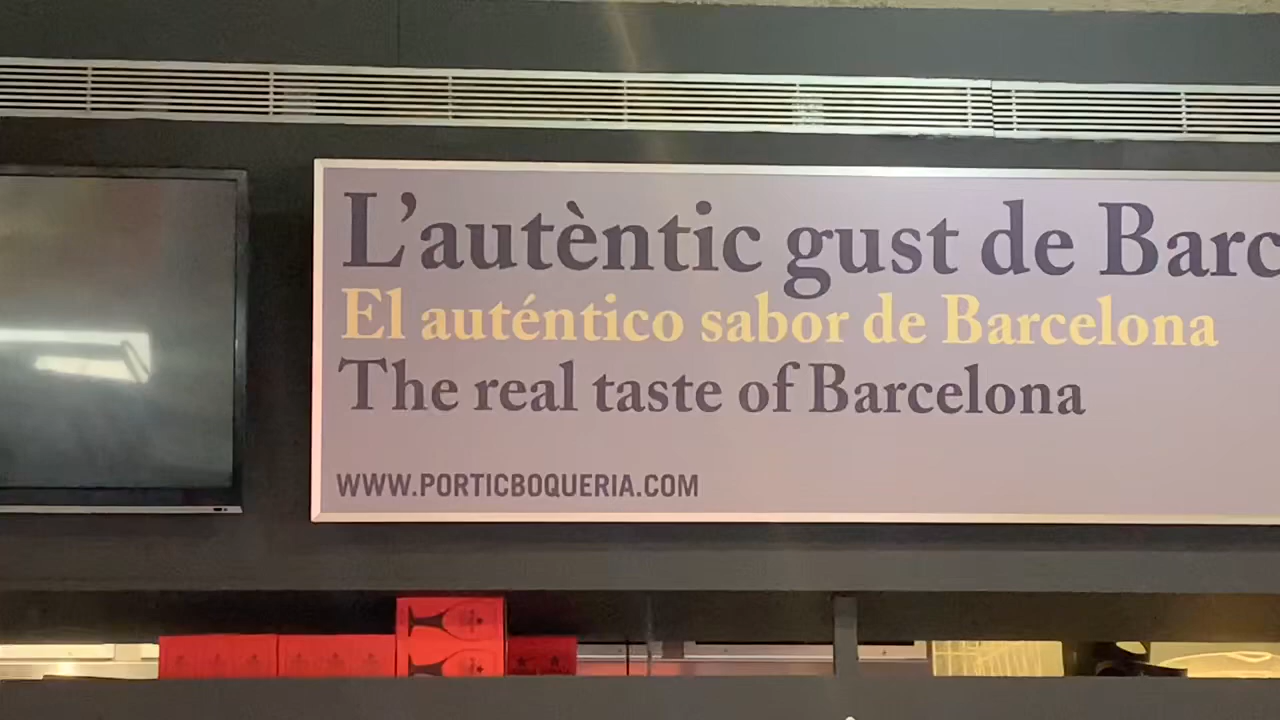 L'autèntic gust de Barc
El auténtico sabor de Barcelona
The real taste of Barcelona
WWW.PORTICBOQUERIA.COM